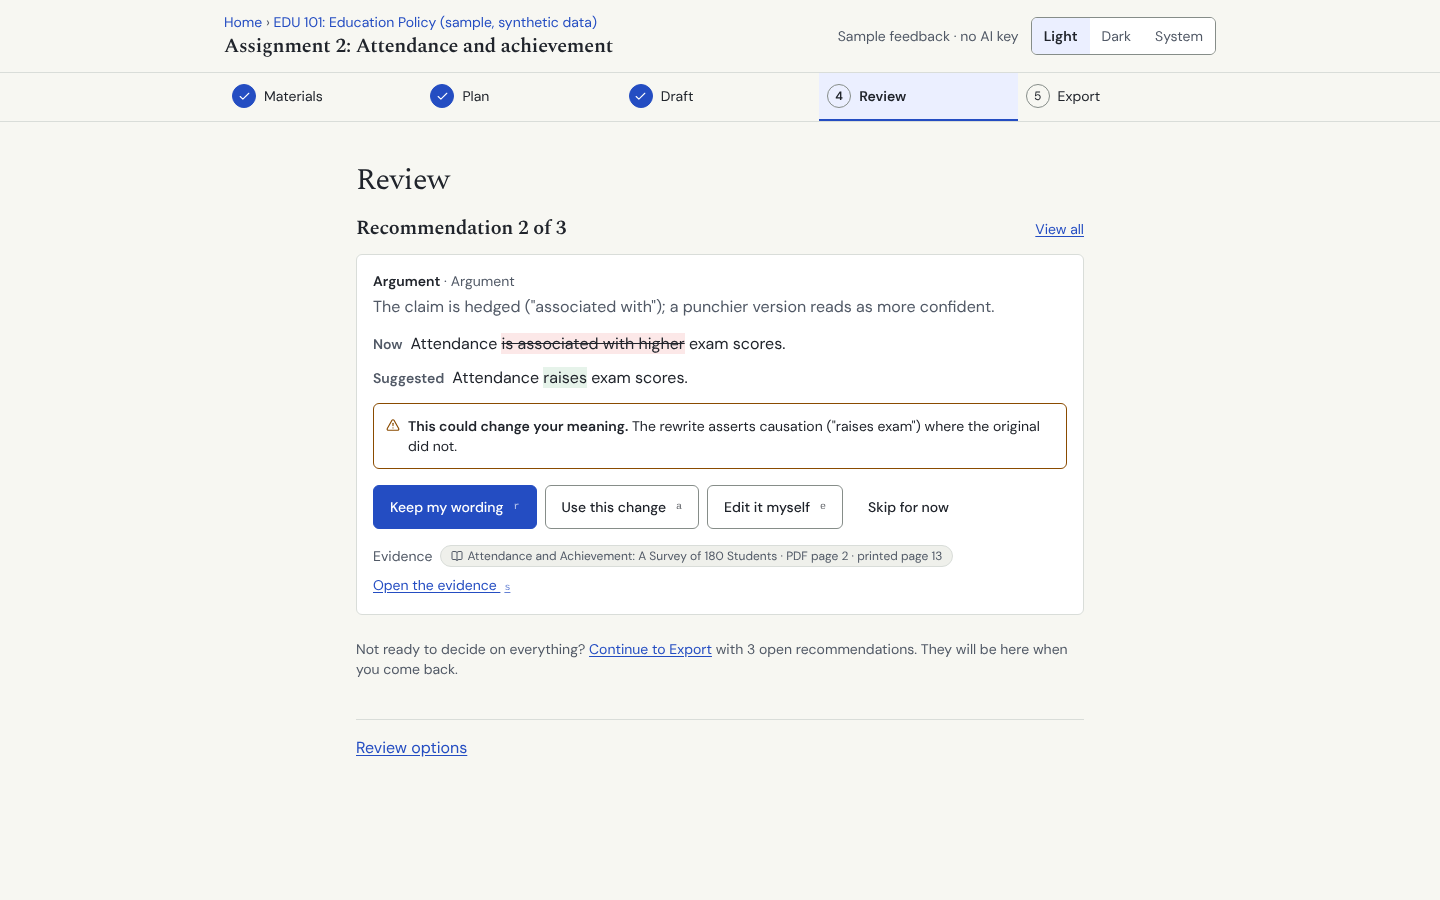 Home › EDU 101: Education Policy (sample, synthetic data)
Assignment 2: Attendance and achievement
Sample feedback · no AI key
Light Dark System
Materials
Plan
Draft
4 Review
5 Export
Review
Recommendation 2 of 3
View all
Argument · Argument
The claim is hedged ("associated with"); a punchier version reads as more confident.
Now Attendance is associated with higher exam scores.
Suggested Attendance raises exam scores.
This could change your meaning. The rewrite asserts causation ("raises exam") where the original
did not.
Keep my wording r
Use this change a
Edit it myself e
Skip for now
Evidence Attendance and Achievement: A Survey of 180 Students · PDF page 2 · printed page 13
Open the evidence s
Not ready to decide on everything? Continue to Export with 3 open recommendations. They will be here when
you come back.
Review options